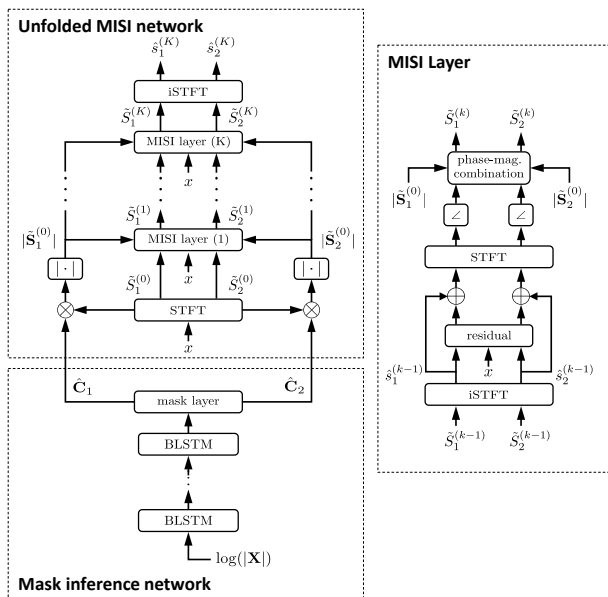 Unfolded MISI network
ŝ₁^(K) ŝ₂^(K)
iSTFT
S̃₁^(K) S̃₂^(K)
MISI layer (K)
x
S̃₁^(1) S̃₂^(1)
|𝐒̃₁^(0)| MISI layer (1) |𝐒̃₂^(0)|
|·| x |·|
S̃₁^(0) S̃₂^(0)
STFT
x
𝐂̂₁ 𝐂̂₂
mask layer
BLSTM
BLSTM
log(|𝐗|)
Mask inference network
MISI Layer
S̃₁^(k) S̃₂^(k)
phase-mag.
combination
|𝐒̃₁^(0)| |𝐒̃₂^(0)|
∠ ∠
STFT
residual
ŝ₁^(k−1) x ŝ₂^(k−1)
iSTFT
S̃₁^(k−1) S̃₂^(k−1)